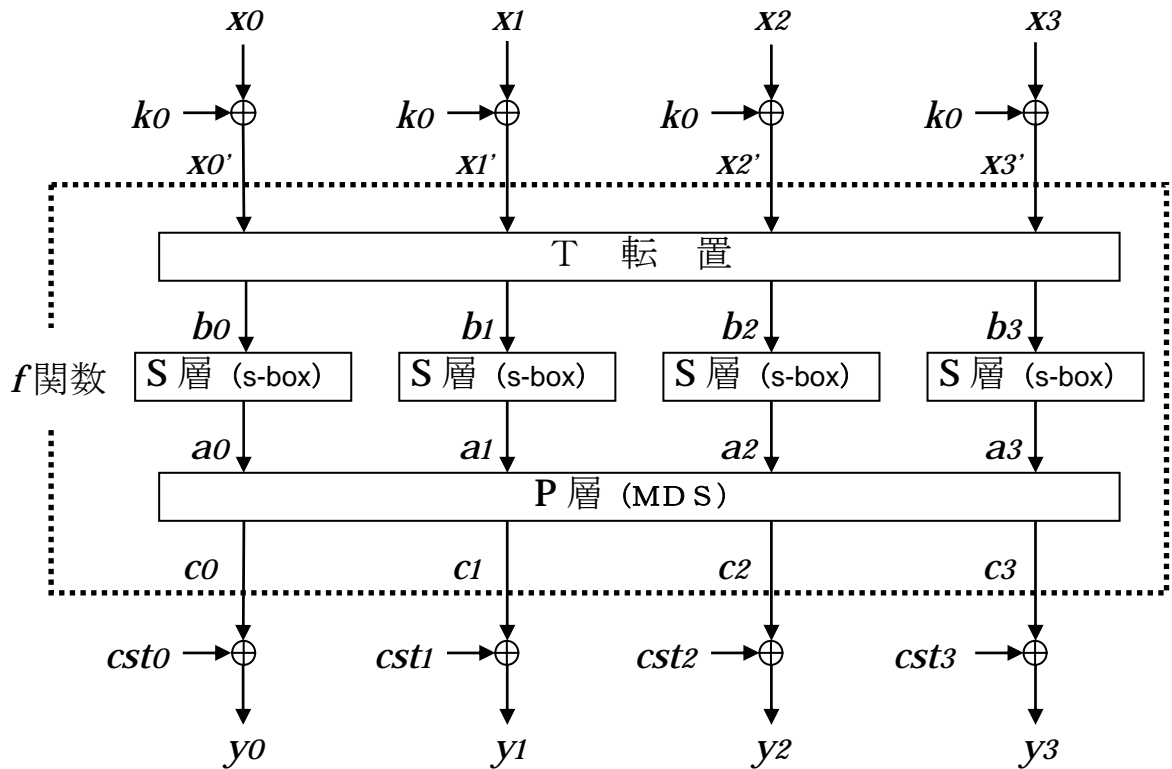 x0 x1 x2 x3
k0 k0 k0 k0
x0’ x1’ x2’ x3’
T 転 置
b0 b1 b2 b3
f 関数 S 層 (s-box) S 層 (s-box) S 層 (s-box) S 層 (s-box)
a0 a1 a2 a3
P 層 (MDS)
c0 c1 c2 c3
cst0 cst1 cst2 cst3
y0 y1 y2 y3